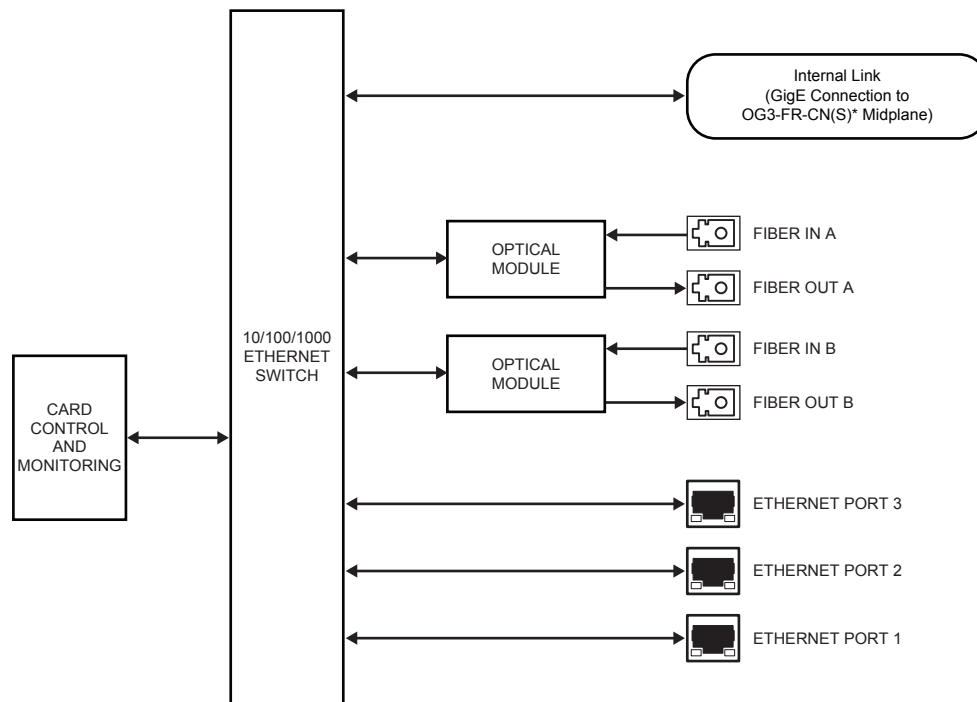 Internal Link
(GigE Connection to
OG3-FR-CN(S)* Midplane)
OPTICAL
MODULE
FIBER IN A
FIBER OUT A
10/100/1000
ETHERNET
SWITCH
OPTICAL
MODULE
FIBER IN B
FIBER OUT B
CARD
CONTROL
AND
MONITORING
ETHERNET PORT 3
ETHERNET PORT 2
ETHERNET PORT 1